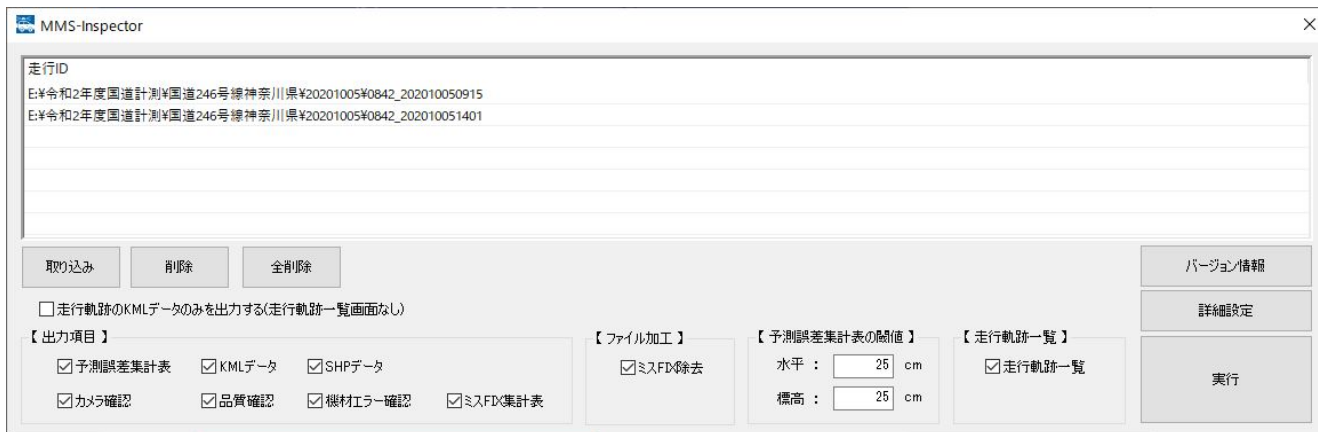 MMS-Inspector
走行ID
E:¥令和2年度国道計測¥国道246号線神奈川県¥20201005¥0842_202010050915
E:¥令和2年度国道計測¥国道246号線神奈川県¥20201005¥0842_202010051401
取り込み 削除 全削除 バージョン情報
走行軌跡のKMLデータのみを出力する(走行軌跡一覧画面なし) 詳細設定
【 出力項目 】 【 ファイル加工 】 【 予測誤差集計表の閾値 】 【 走行軌跡一覧 】
予測誤差集計表 KMLデータ SHPデータ ミスFIX除去 水平 : 25 cm 走行軌跡一覧 実行
カメラ確認 品質確認 機材エラー確認 ミスFIX集計表 標高 : 25 cm